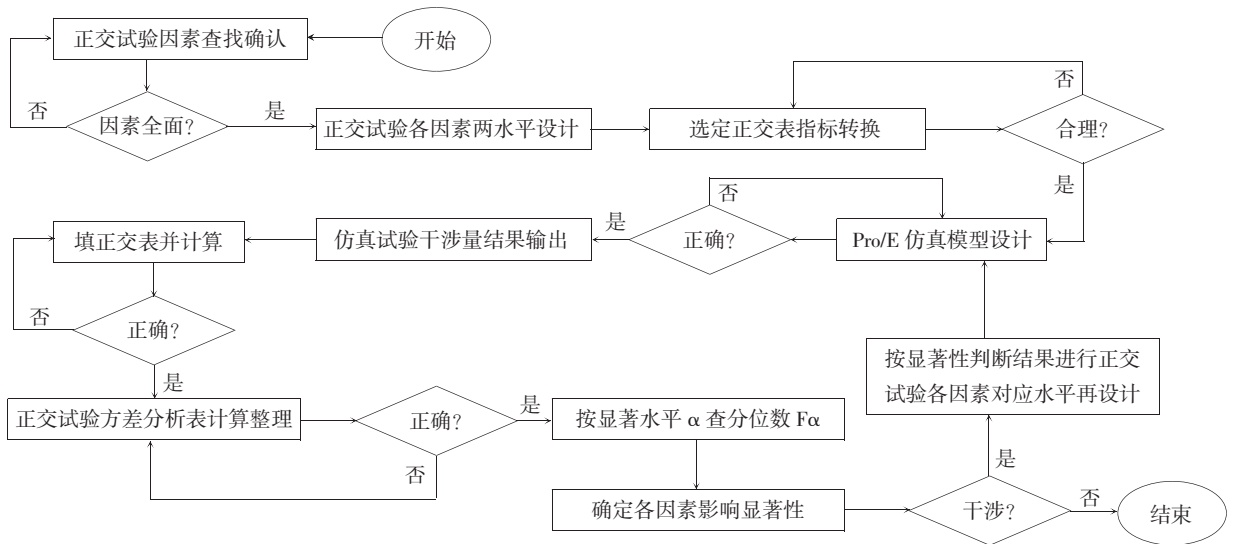 开始
正交试验因素查找确认
因素全面?
否
是
正交试验各因素两水平设计
选定正交表指标转换
合理?
否
是
Pro/E 仿真模型设计
正确?
否
是
仿真试验干涉量结果输出
填正交表并计算
正确?
否
是
正交试验方差分析表计算整理
正确?
否
是
按显著水平 α 查分位数 Fα
确定各因素影响显著性
干涉?
是
按显著性判断结果进行正交
试验各因素对应水平再设计
否
结束